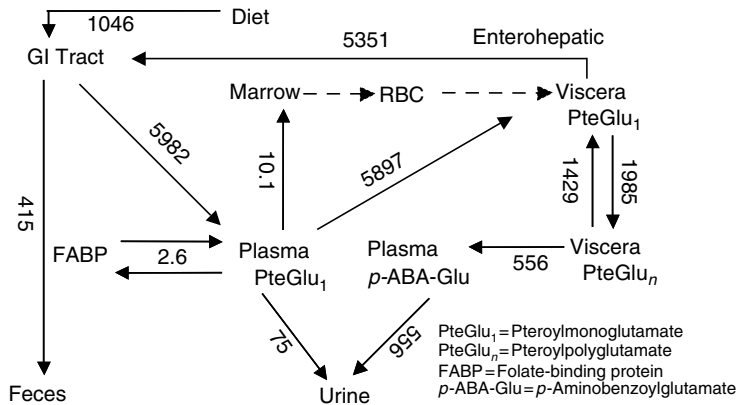 Diet
1046
5351
Enterohepatic
GI Tract
Marrow
RBC
Viscera
PteGlu₁
5982
10.1
5897
1429
1985
415
FABP
2.6
Plasma
PteGlu₁
Plasma
p-ABA-Glu
556
Viscera
PteGluₙ
75
556
Feces
Urine
PteGlu₁=Pteroylmonoglutamate
PteGluₙ=Pteroylpolyglutamate
FABP=Folate-binding protein
p-ABA-Glu=p-Aminobenzoylglutamate